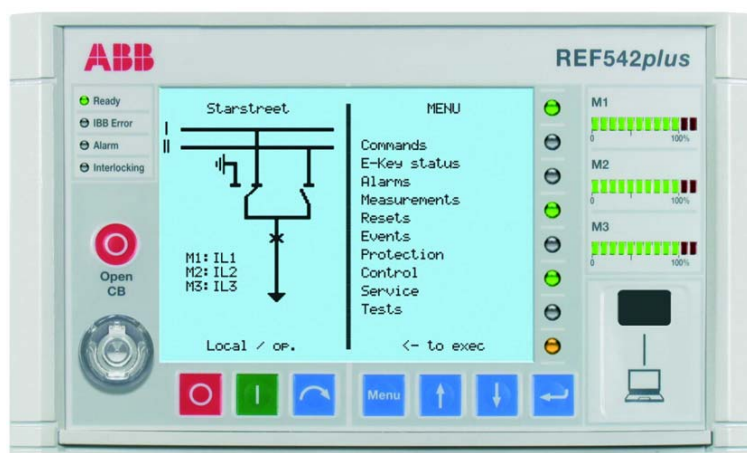 ABB
REF542plus
Ready
IBB Error
Alarm
Interlocking
Open
CB
Starstreet
I
II
M1: IL1
M2: IL2
M3: IL3
Local / op.
MENU
Commands
E-Key status
Alarms
Measurements
Resets
Events
Protection
Control
Service
Tests
<- to exec
M1
0 100%
M2
0 100%
M3
0 100%
Menu